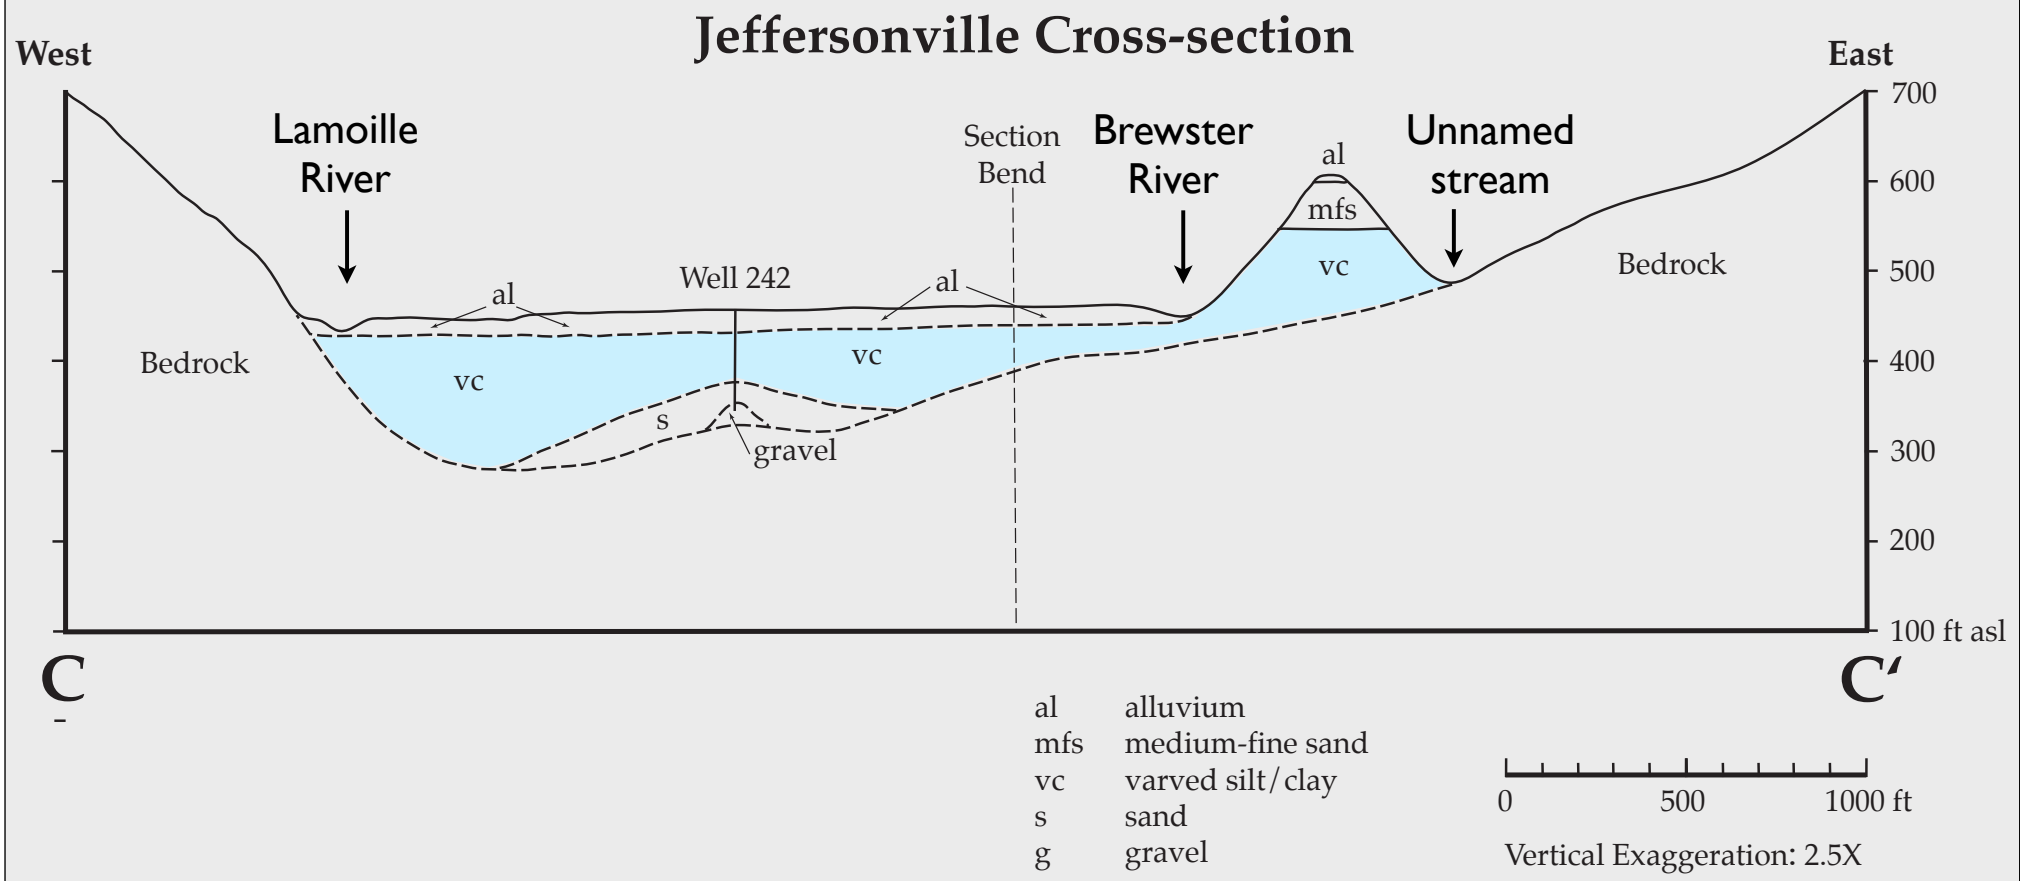 Jeffersonville Cross-section
West
East
Lamoille
River
Section
Bend
Brewster
River
Unnamed
stream
al
mfs
vc
Well 242
al
al
vc
vc
s
gravel
Bedrock
Bedrock
700
600
500
400
300
200
100 ft asl
C
-
C'
al alluvium
mfs medium-fine sand
vc varved silt/clay
s sand
g gravel
0 500 1000 ft
Vertical Exaggeration: 2.5X